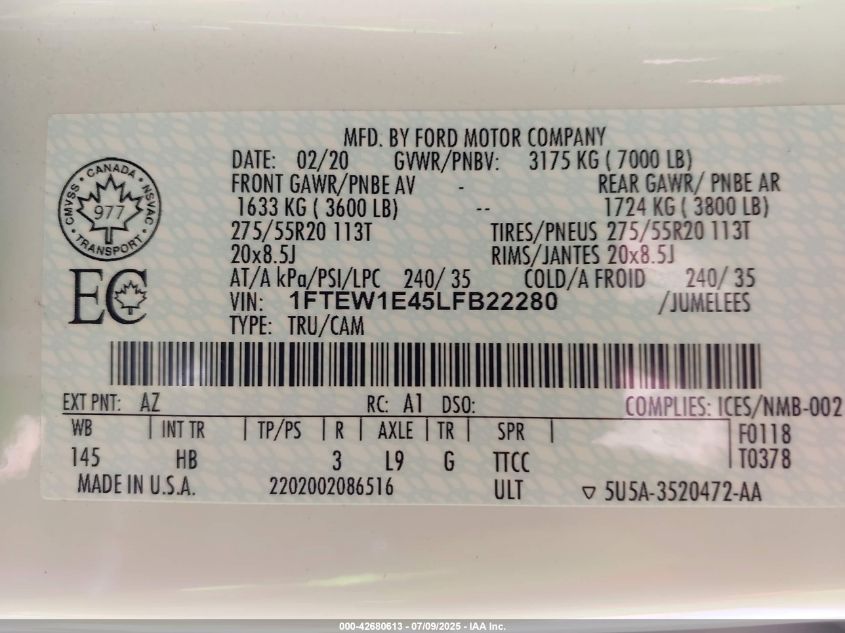 MFD. BY FORD MOTOR COMPANY
DATE: 02/20 GVWR/PNBV: 3175 KG ( 7000 LB)
FRONT GAWR/PNBE AV - REAR GAWR/ PNBE AR
1633 KG ( 3600 LB) -- 1724 KG ( 3800 LB)
275/55R20 113T TIRES/PNEUS 275/55R20 113T
20x8.5J RIMS/JANTES 20x8.5J
AT/A kPa/PSI/LPC 240/ 35 COLD/A FROID 240/ 35
VIN: 1FTEW1E45LFB22280 /JUMELEES
TYPE: TRU/CAM
CANADA
CMVSS NSVAC
977
TRANSPORT
EC
EXT PNT: AZ RC: A1 DSO: COMPLIES: ICES/NMB-002
WB | INT TR | TP/PS | R | AXLE | TR | SPR | F0118
145 HB 3 L9 G TTCC T0378
MADE IN U.S.A. 2202002086516 ULT ▽ 5U5A-3520472-AA
000-42680613 - 07/09/2025 - IAA Inc.